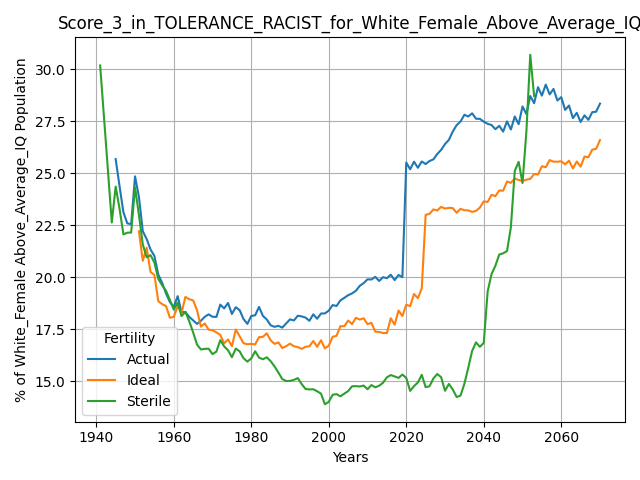 Score_3_in_TOLERANCE_RACIST_for_White_Female_Above_Average_IQ
% of White_Female Above_Average_IQ Population
30.0
27.5
25.0
22.5
20.0
17.5
15.0
Fertility
Actual
Ideal
Sterile
1940 1960 1980 2000 2020 2040 2060
Years